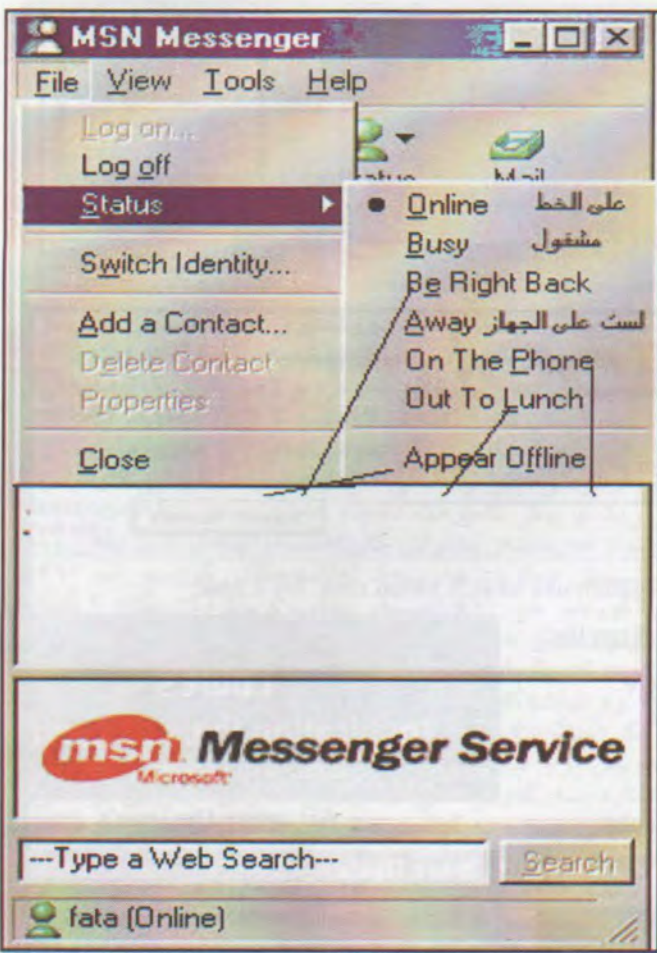 MSN Messenger
File View Tools Help
Log on...
Log off
Status
Switch Identity...
Add a Contact...
Delete Contact
Properties
Close
Mail
Online على الخط
Busy مشغول
Be Right Back
Away لست على الجهاز
On The Phone
Out To Lunch
Appear Offline
msn Messenger Service
Microsoft
---Type a Web Search---
Search
fata (Online)